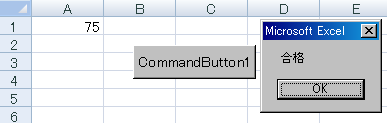 A B C D E
1 75
2
3
4
5
6
CommandButton1
Microsoft Excel
合格
OK